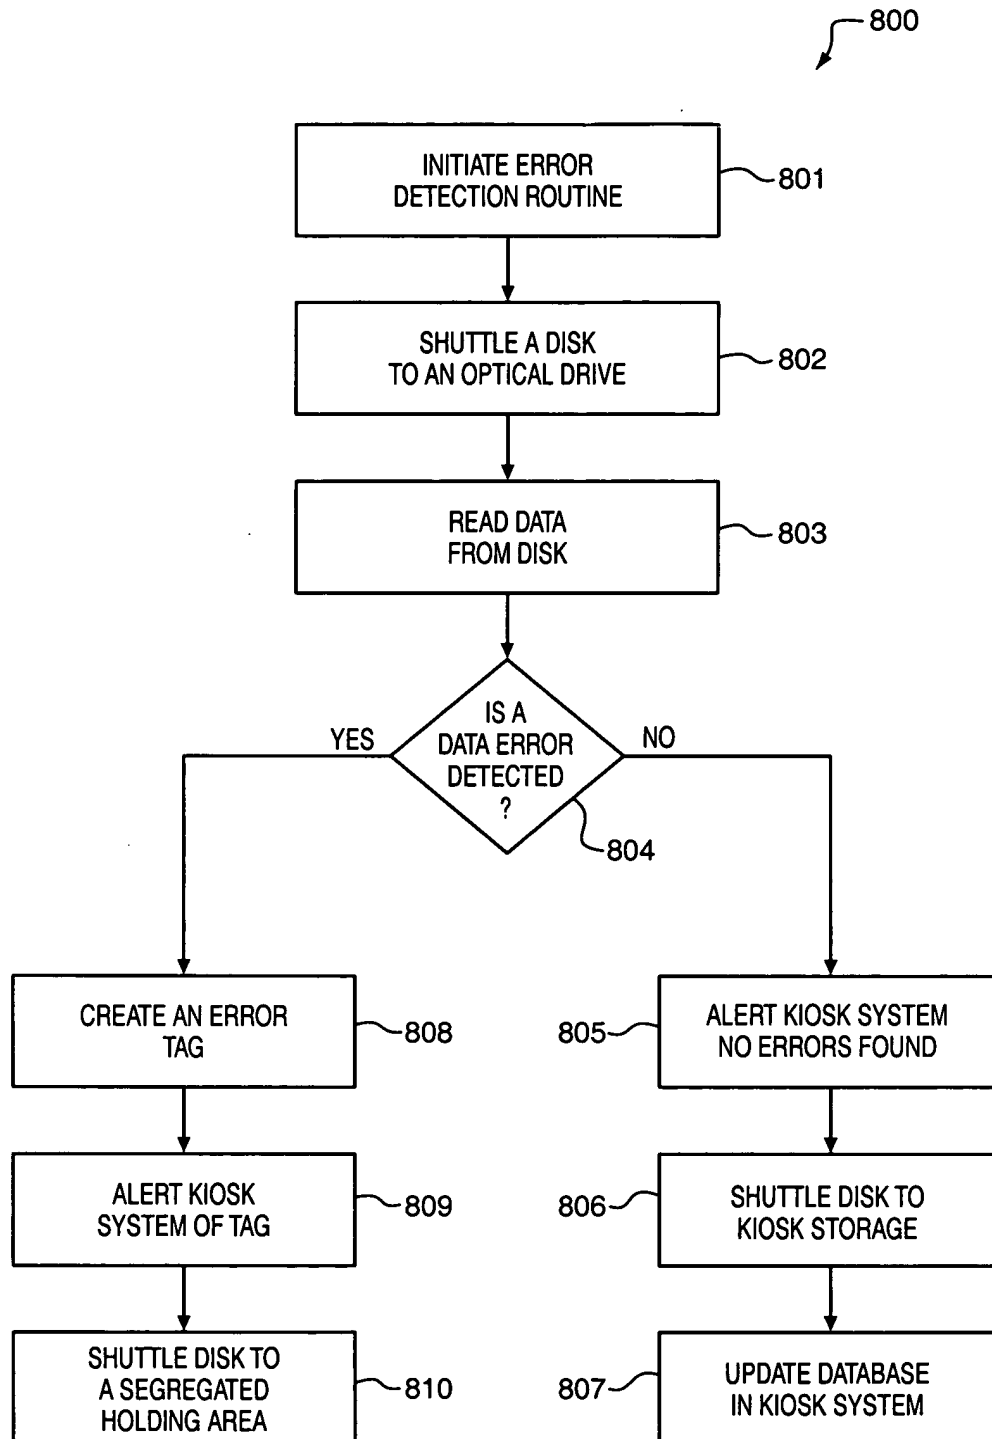 800
INITIATE ERROR
DETECTION ROUTINE
801
SHUTTLE A DISK
TO AN OPTICAL DRIVE
802
READ DATA
FROM DISK
803
IS A
DATA ERROR
DETECTED
?
YES
NO
804
CREATE AN ERROR
TAG
808
805
ALERT KIOSK SYSTEM
NO ERRORS FOUND
ALERT KIOSK
SYSTEM OF TAG
809
806
SHUTTLE DISK TO
KIOSK STORAGE
SHUTTLE DISK TO
A SEGREGATED
HOLDING AREA
810
807
UPDATE DATABASE
IN KIOSK SYSTEM